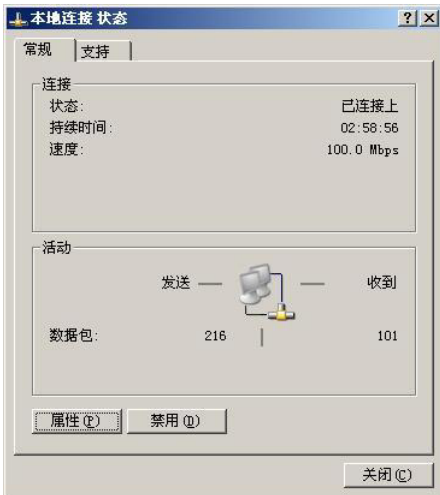 本地连接 状态
常规 支持
连接
状态: 已连接上
持续时间: 02:58:56
速度: 100.0 Mbps
活动
发送 — — 收到
数据包: 216 | 101
属性(P) 禁用(D)
关闭(C)